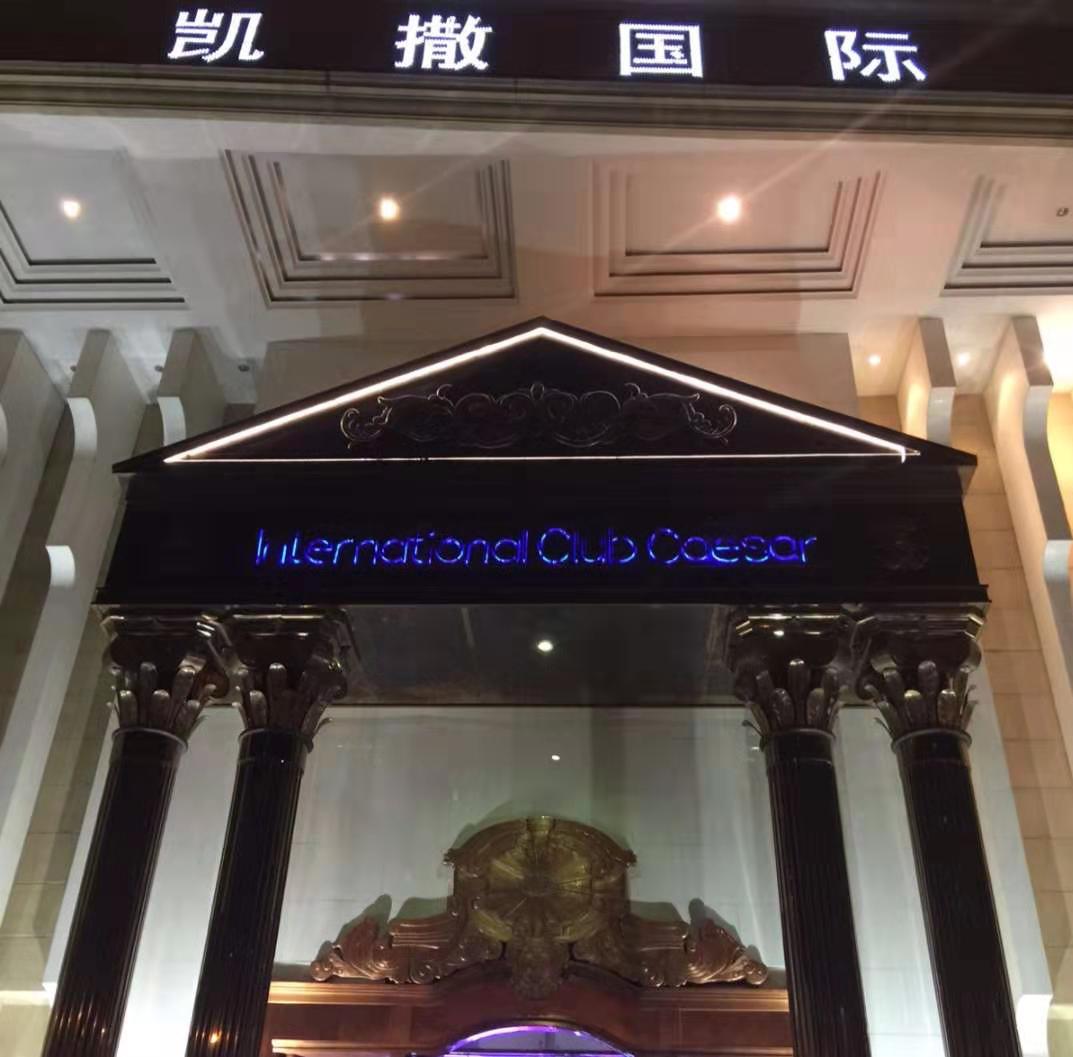 凯撒国际
International Club Caesar